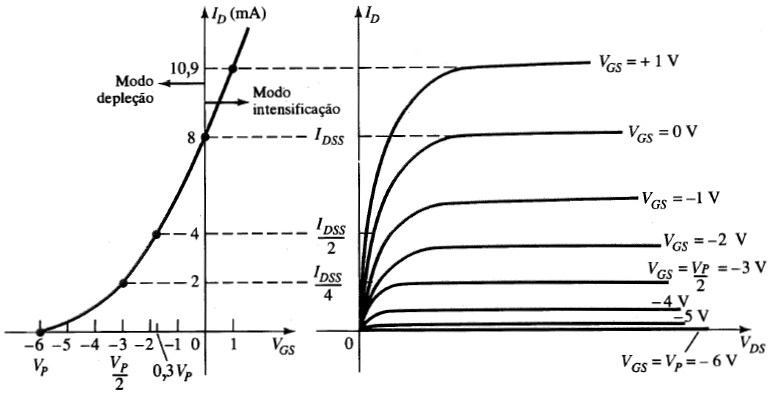 I_D (mA)
10,9
Modo
depleção
Modo
intensificação
8
4
2
-6 -5 -4 -3 -2 -1 0 1 V_GS
V_P
V_P/2
0,3 V_P
I_DSS
I_DSS/2
I_DSS/4
I_D
V_GS = + 1 V
V_GS = 0 V
V_GS = -1 V
V_GS = -2 V
V_GS = V_P/2 = -3 V
-4 V
-5 V
0
V_DS
V_GS = V_P = - 6 V